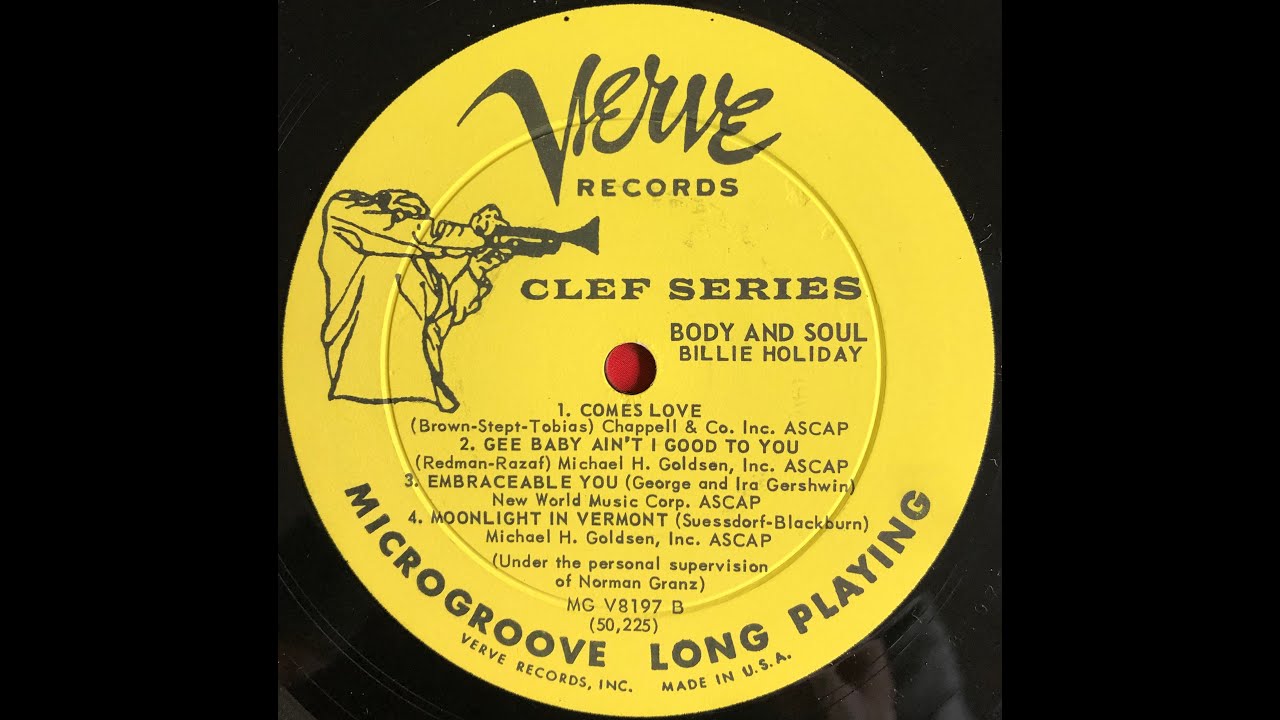 Verve
RECORDS
CLEF SERIES
BODY AND SOUL
BILLIE HOLIDAY
1. COMES LOVE
(Brown-Stept-Tobias) Chappell & Co. Inc. ASCAP
2. GEE BABY AIN'T I GOOD TO YOU
(Redman-Razaf) Michael H. Goldsen, Inc. ASCAP
3. EMBRACEABLE YOU (George and Ira Gershwin)
New World Music Corp. ASCAP
4. MOONLIGHT IN VERMONT (Suessdorf-Blackburn)
Michael H. Goldsen, Inc. ASCAP
(Under the personal supervision
of Norman Granz)
MG V8197 B
(50,225)
MICROGROOVE LONG PLAYING
VERVE RECORDS, INC. MADE IN U.S.A.